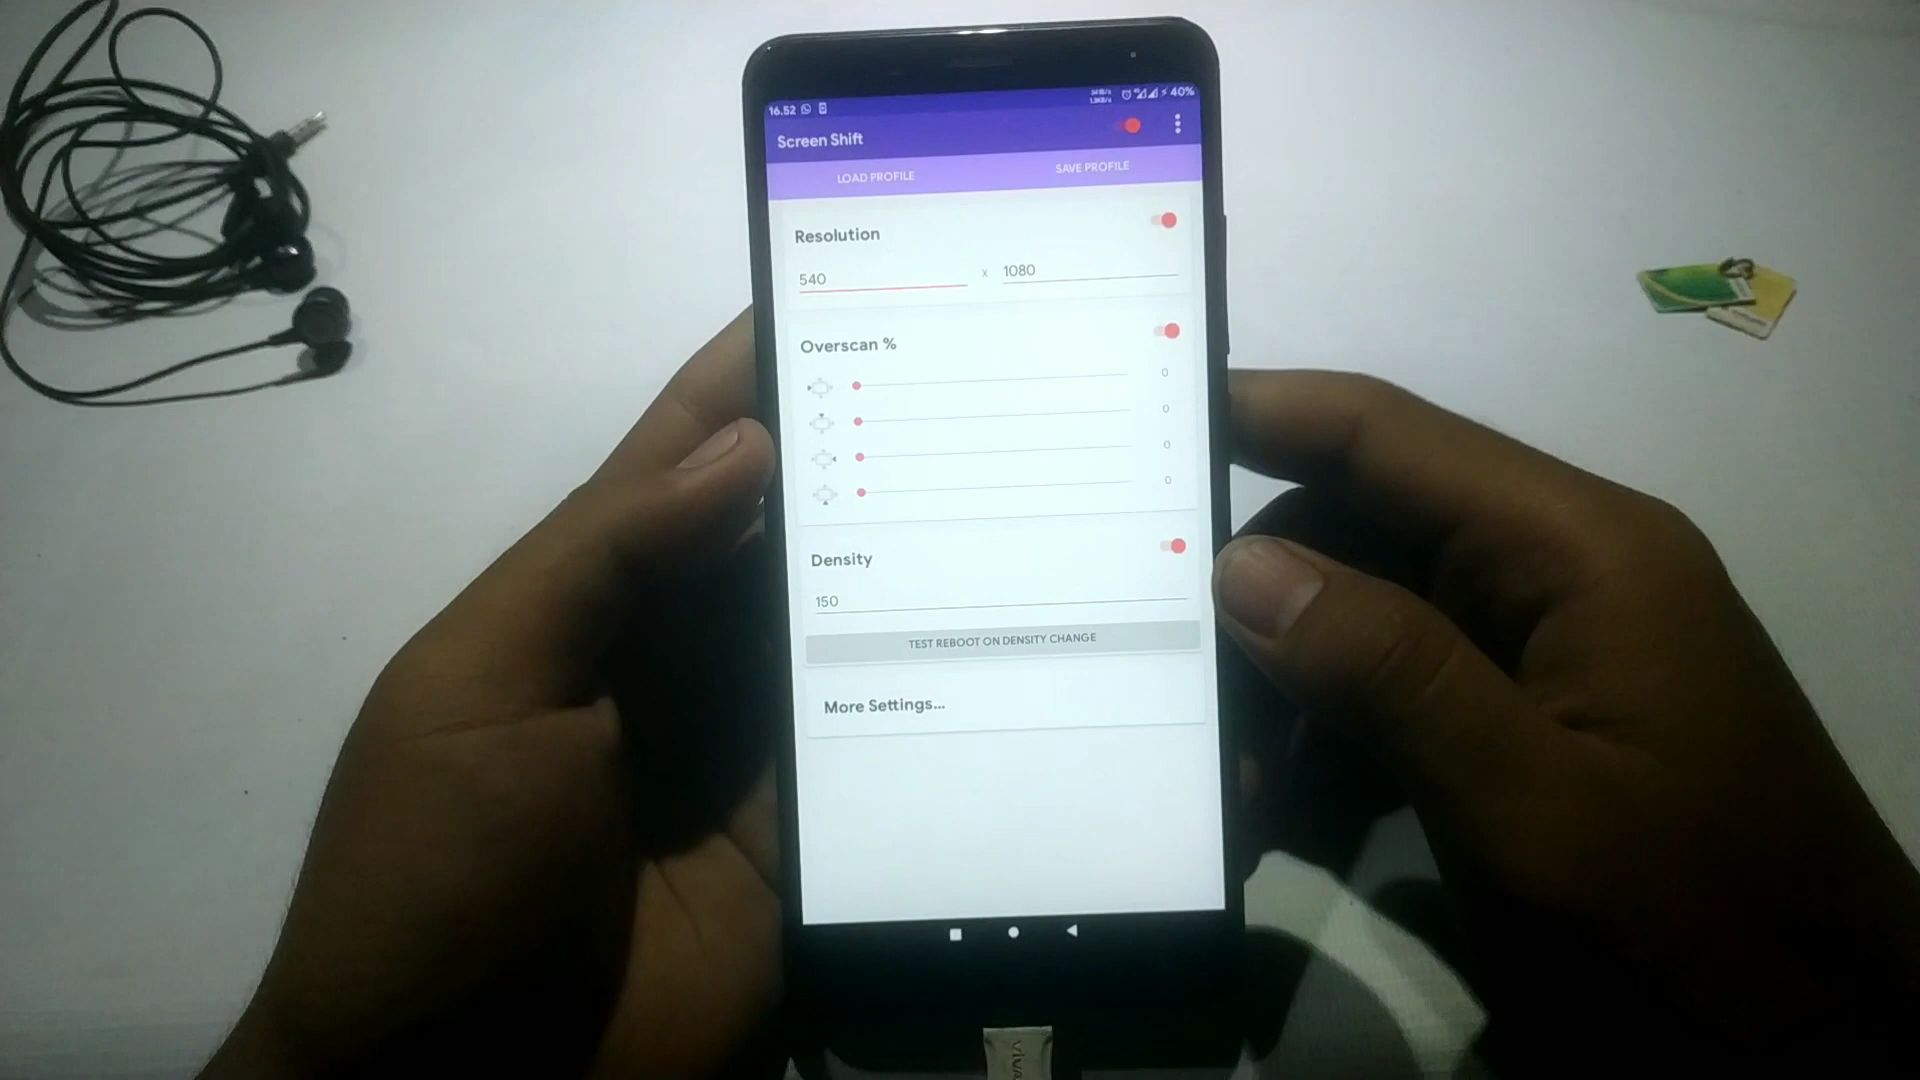 16.52 40%
Screen Shift
LOAD PROFILE SAVE PROFILE
Resolution
540 x 1080
Overscan %
0
0
0
0
Density
150
TEST REBOOT ON DENSITY CHANGE
More Settings...